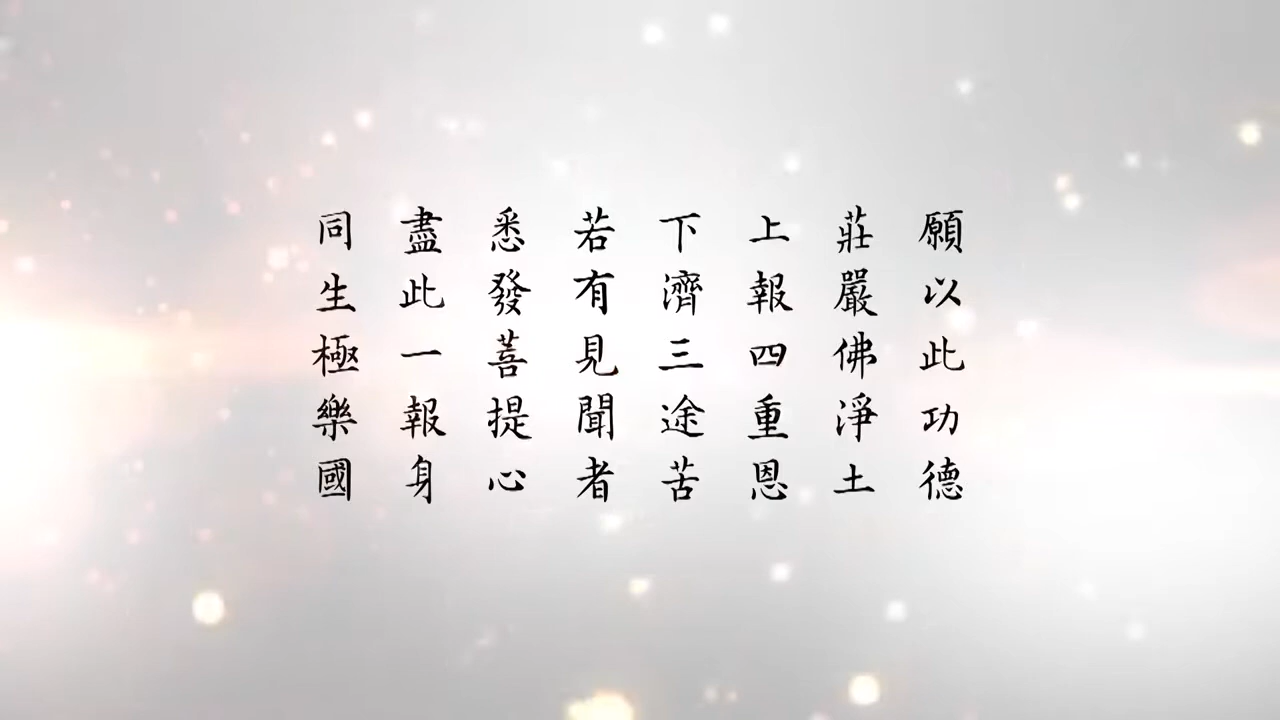 願以此功德
莊嚴佛淨土
上報四重恩
下濟三途苦
若有見聞者
悉發菩提心
盡此一報身
同生極樂國